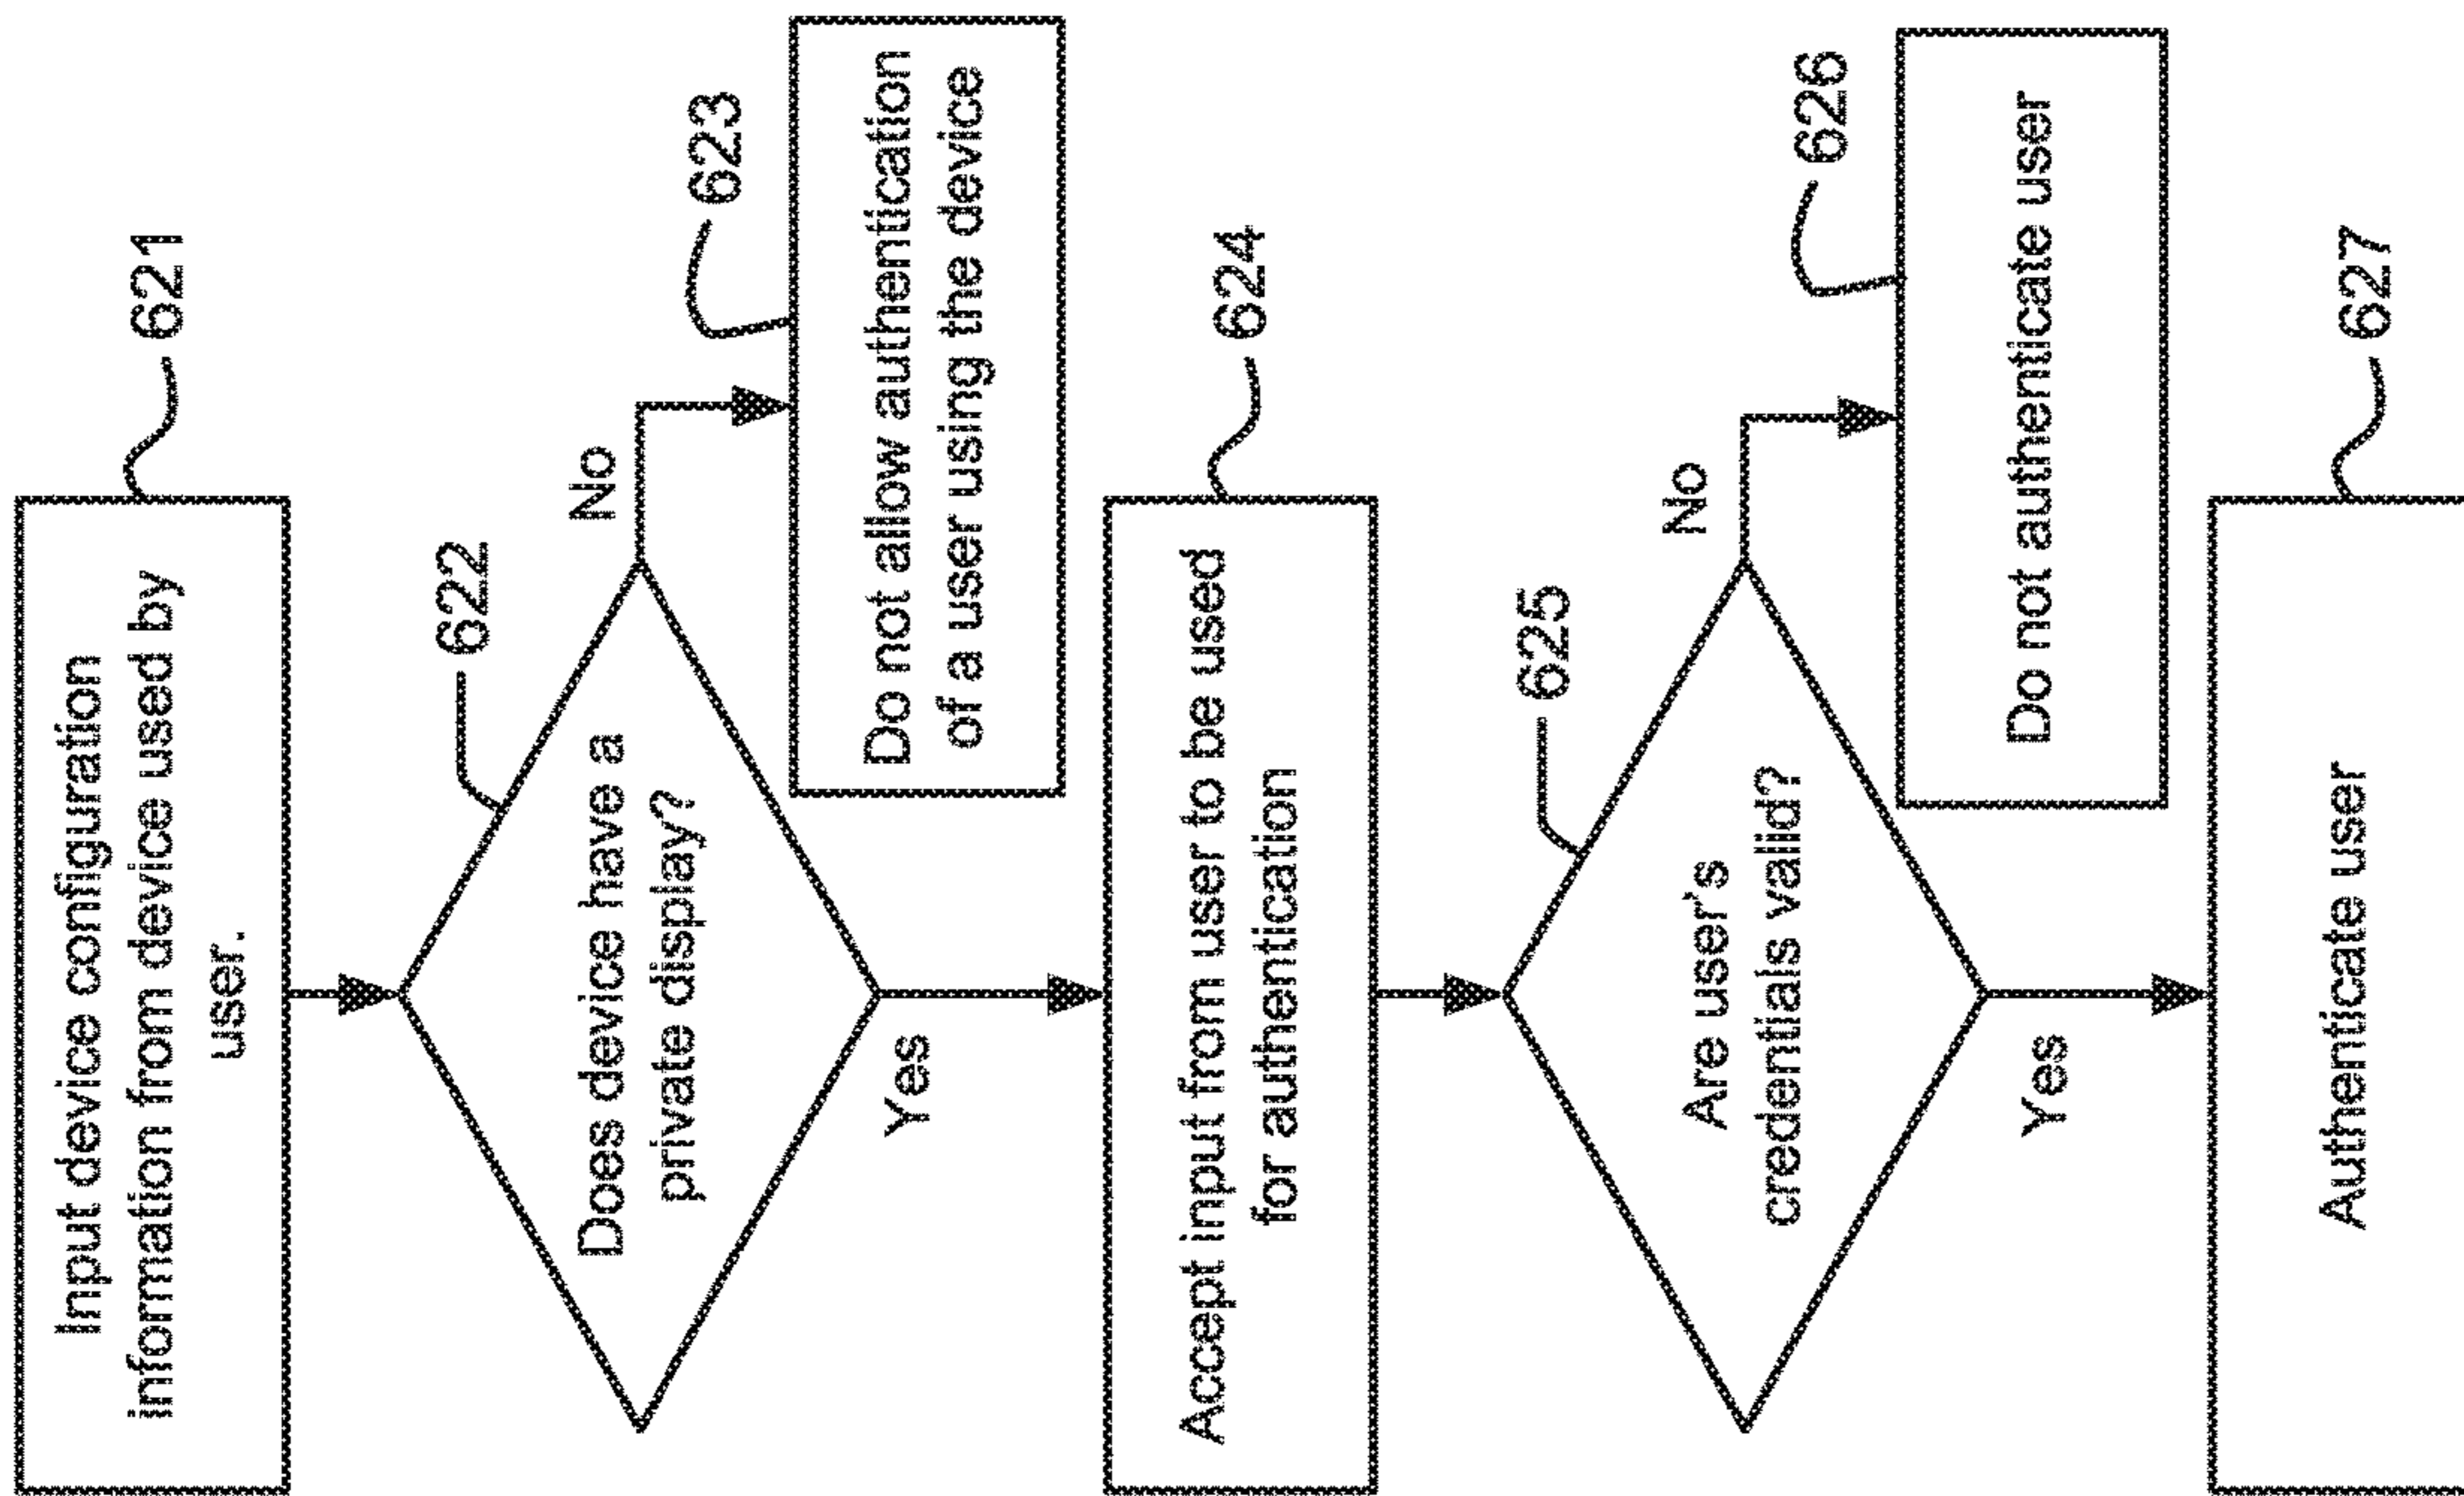 Input device configuration
information from device used by
user.
621
622
Does device have a
private display?
No
623
Do not allow authentication
of a user using the device
Yes
624
Accept input from user to be used
for authentication
625
Are user's
credentials valid?
No
626
Do not authenticate user
Yes
627
Authenticate user